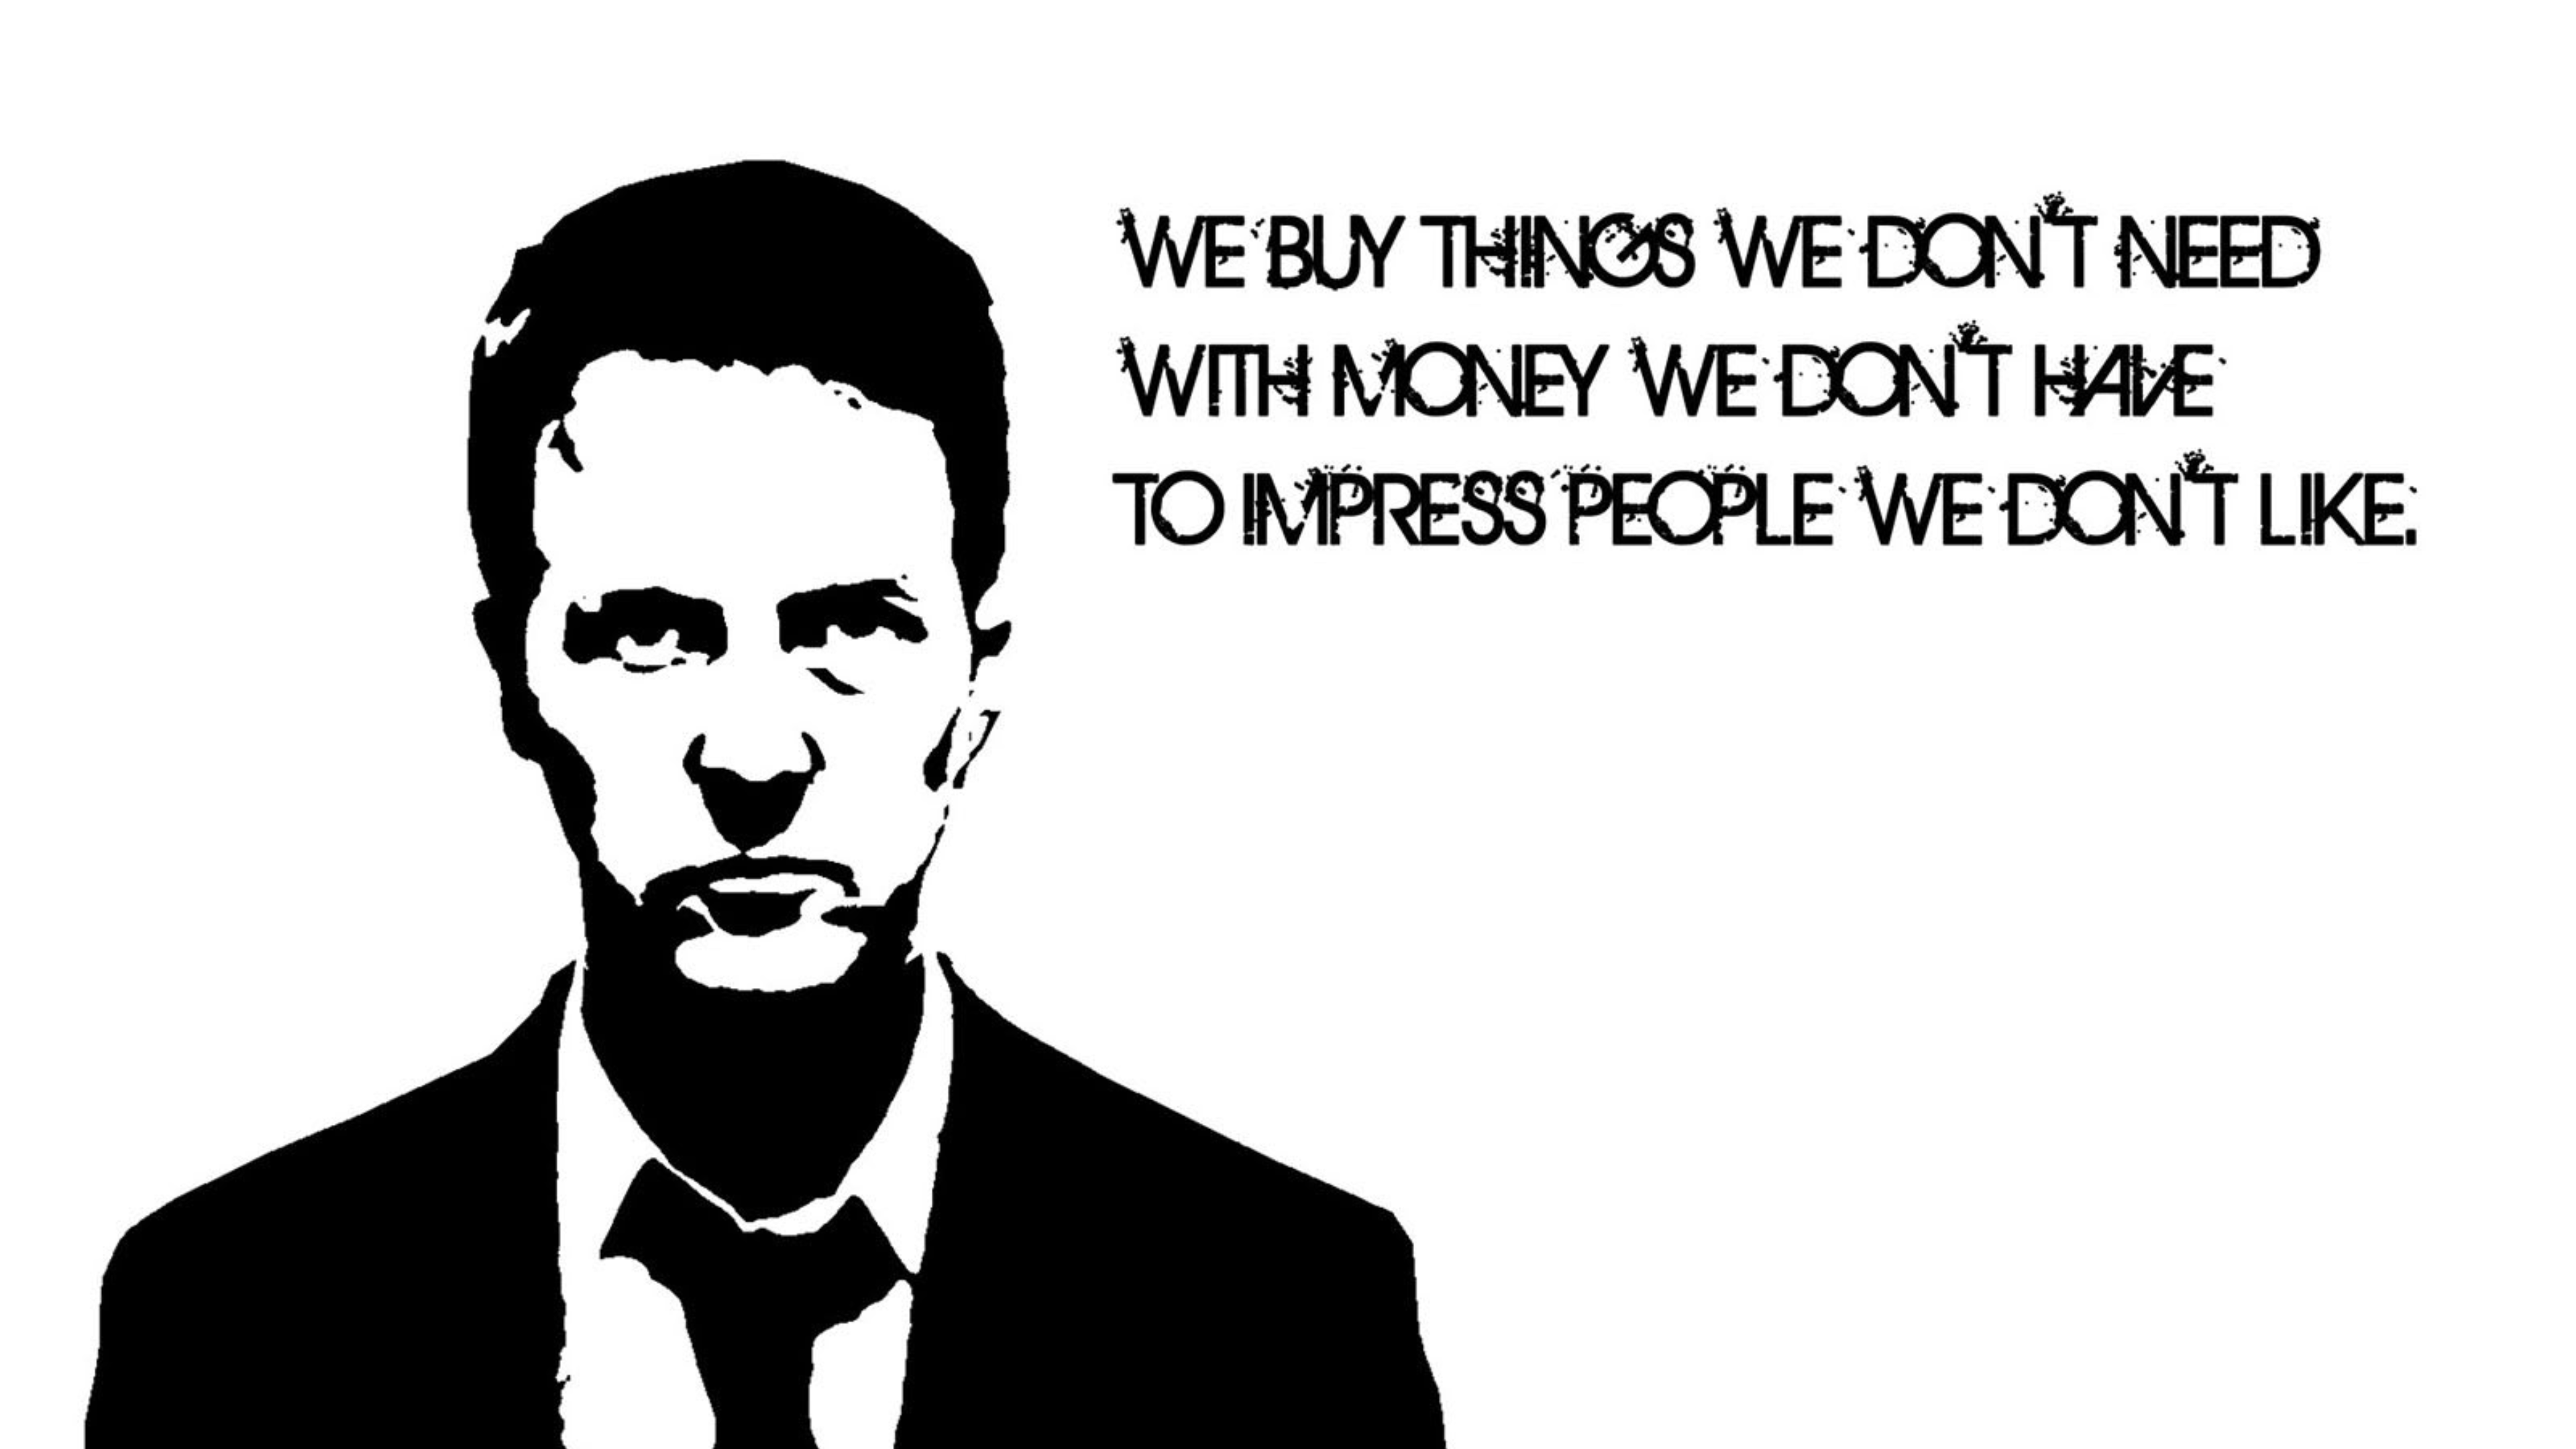 WE BUY THINGS WE DON'T NEED
WITH MONEY WE DON'T HAVE
TO IMPRESS PEOPLE WE DON'T LIKE.